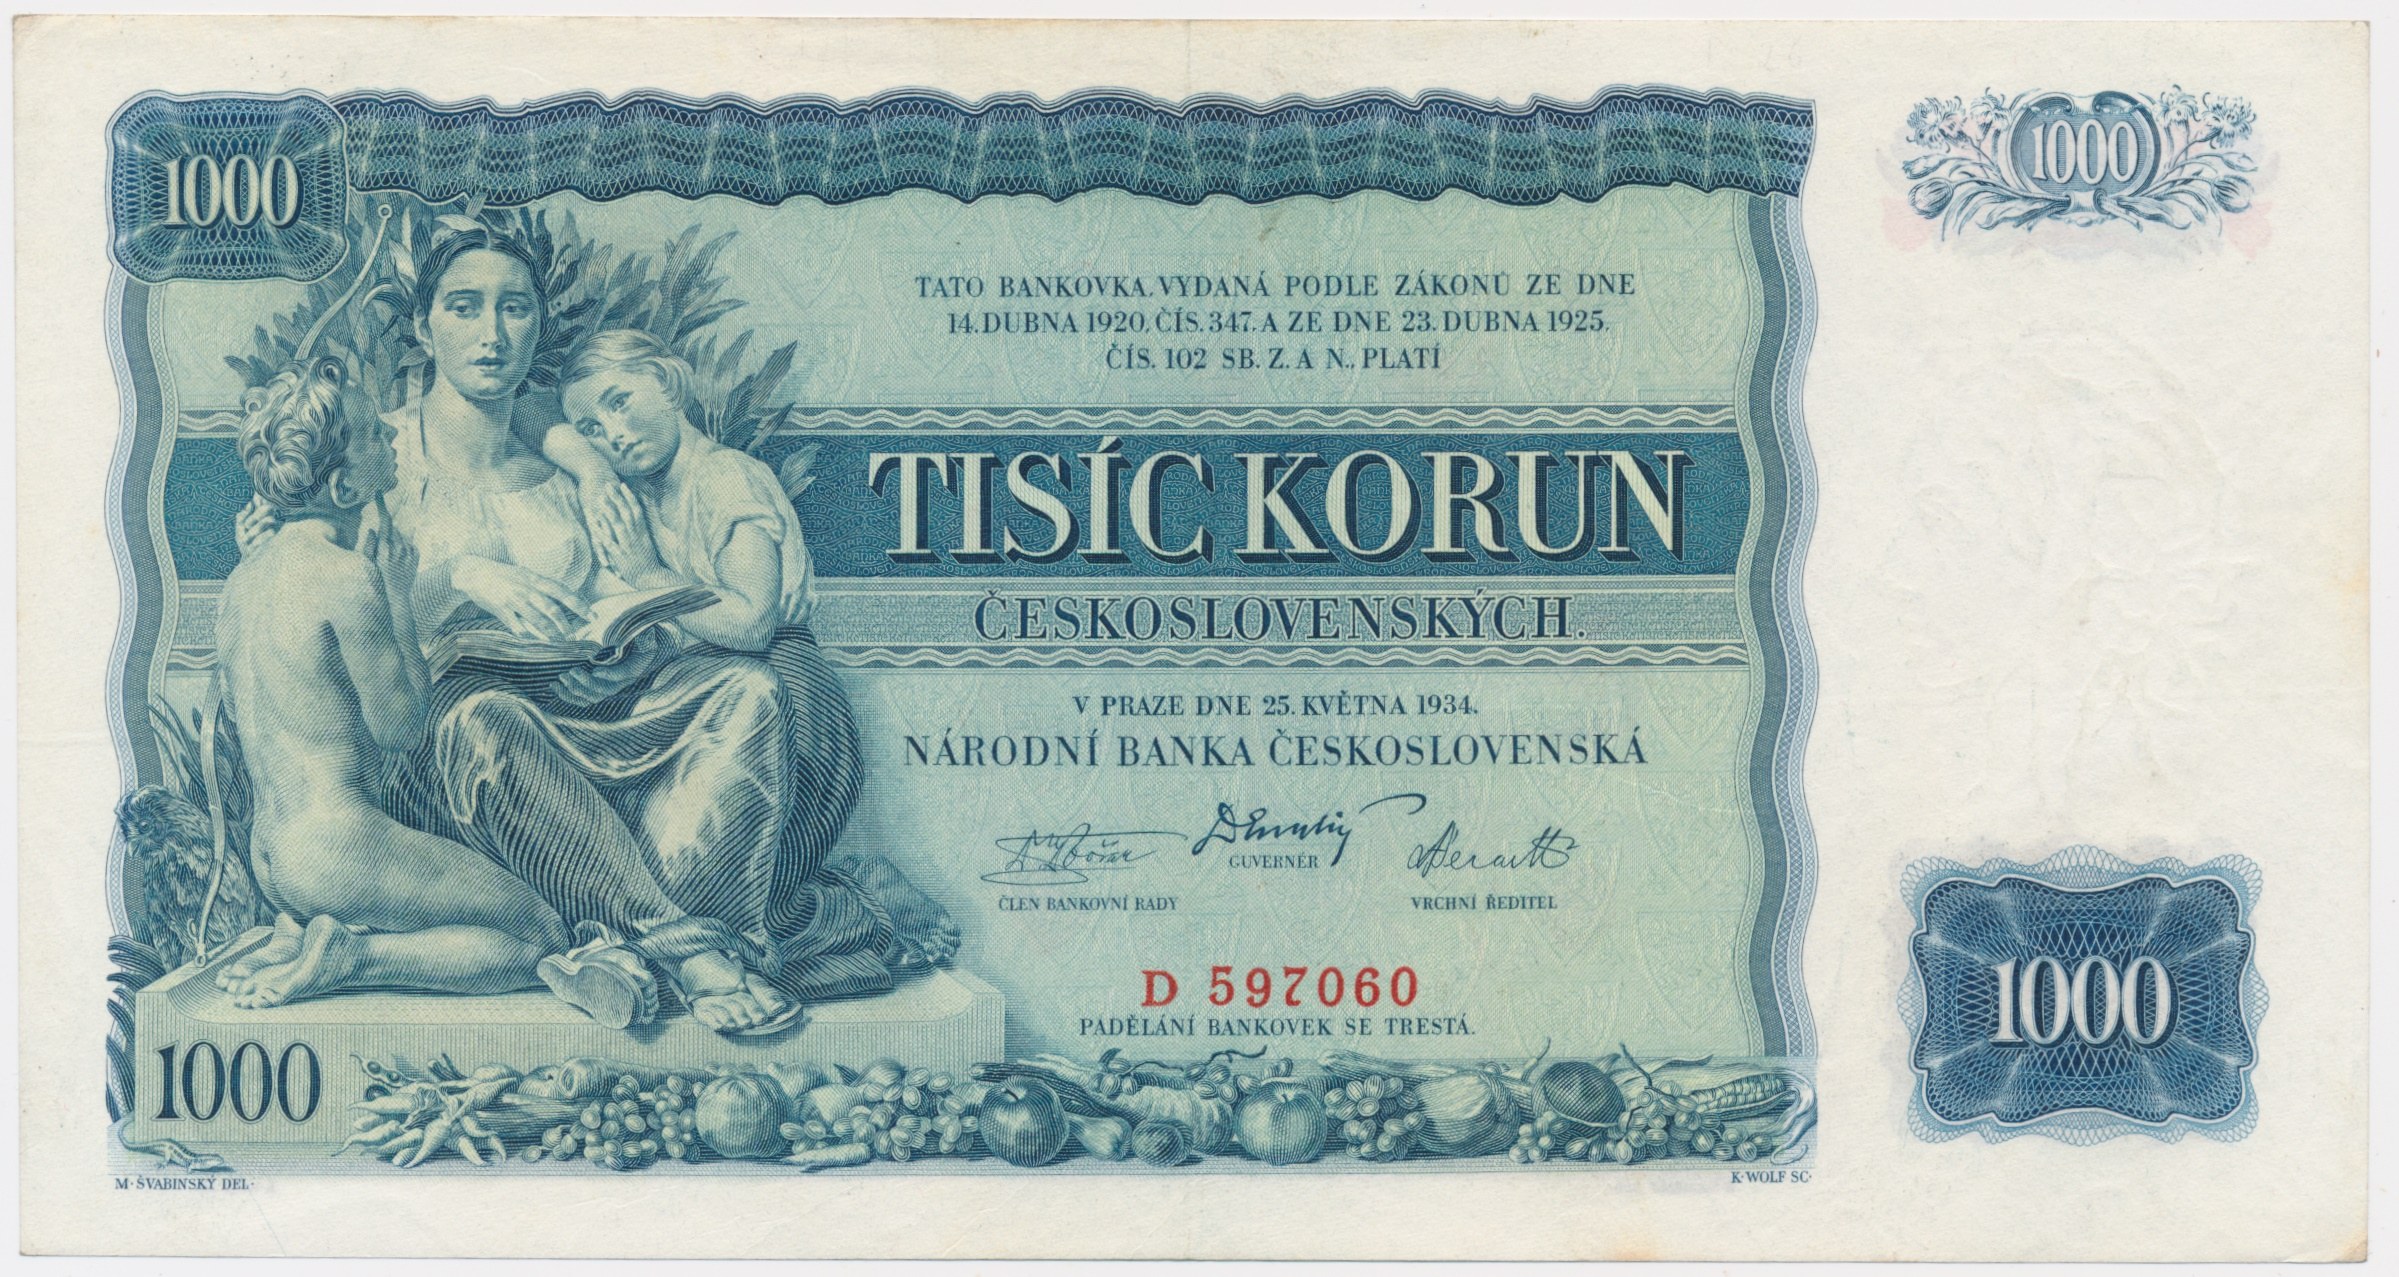 1000
1000
TATO BANKOVKA, VYDANÁ PODLE ZÁKONŮ ZE DNE
14. DUBNA 1920, ČÍS. 347. A ZE DNE 23. DUBNA 1925,
ČÍS. 102 SB. Z. A N., PLATÍ
TISÍC KORUN
ČESKOSLOVENSKÝCH.
V PRAZE DNE 25. KVĚTNA 1934.
NÁRODNÍ BANKA ČESKOSLOVENSKÁ
GUVERNÉR
ČLEN BANKOVNÍ RADY
VRCHNÍ ŘEDITEL
D 597060
PADĚLÁNÍ BANKOVEK SE TRESTÁ.
1000
1000
M·ŠVABINSKÝ DEL·
K·WOLF SC·